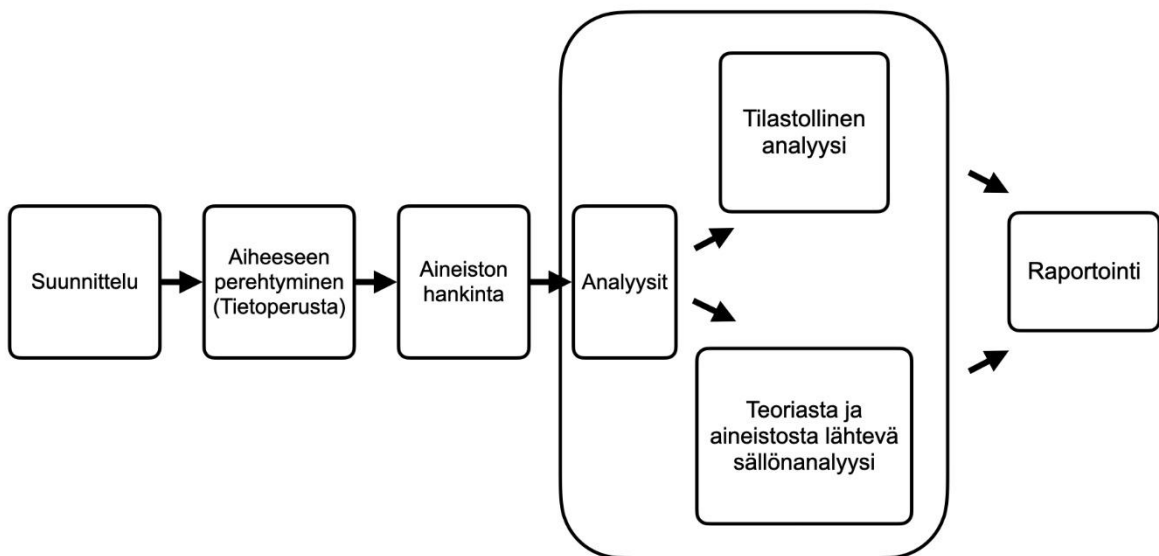 Suunnittelu
Aiheeseen
perehtyminen
(Tietoperusta)
Aineiston
hankinta
Analyysit
Tilastollinen
analyysi
Teoriasta ja
aineistosta lähtevä
sällönanalyysi
Raportointi